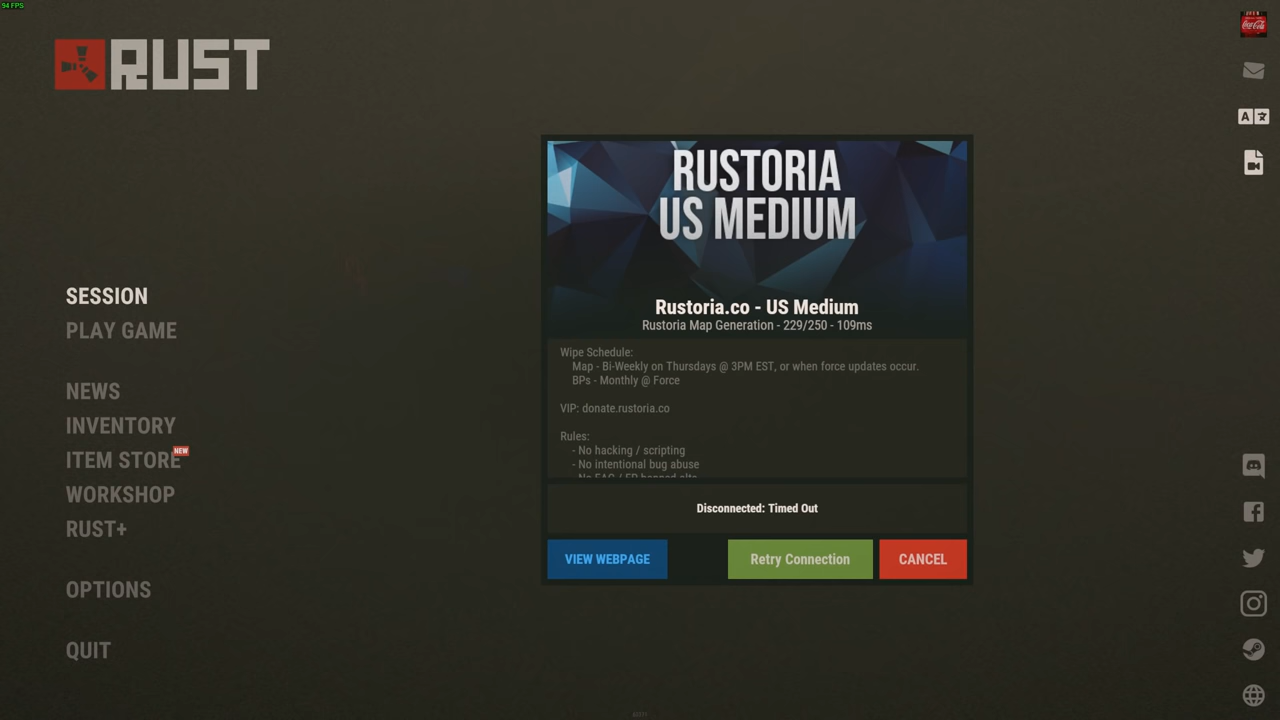 94 FPS
RUST
SESSION
PLAY GAME
NEWS
INVENTORY
ITEM STORE
NEW
WORKSHOP
RUST+
OPTIONS
QUIT
RUSTORIA
US MEDIUM
Rustoria.co - US Medium
Rustoria Map Generation - 229/250 - 109ms
Wipe Schedule:
Map - Bi-Weekly on Thursdays @ 3PM EST, or when force updates occur.
BPs - Monthly @ Force
VIP: donate.rustoria.co
Rules:
- No hacking / scripting
- No intentional bug abuse
Disconnected: Timed Out
VIEW WEBPAGE
Retry Connection
CANCEL